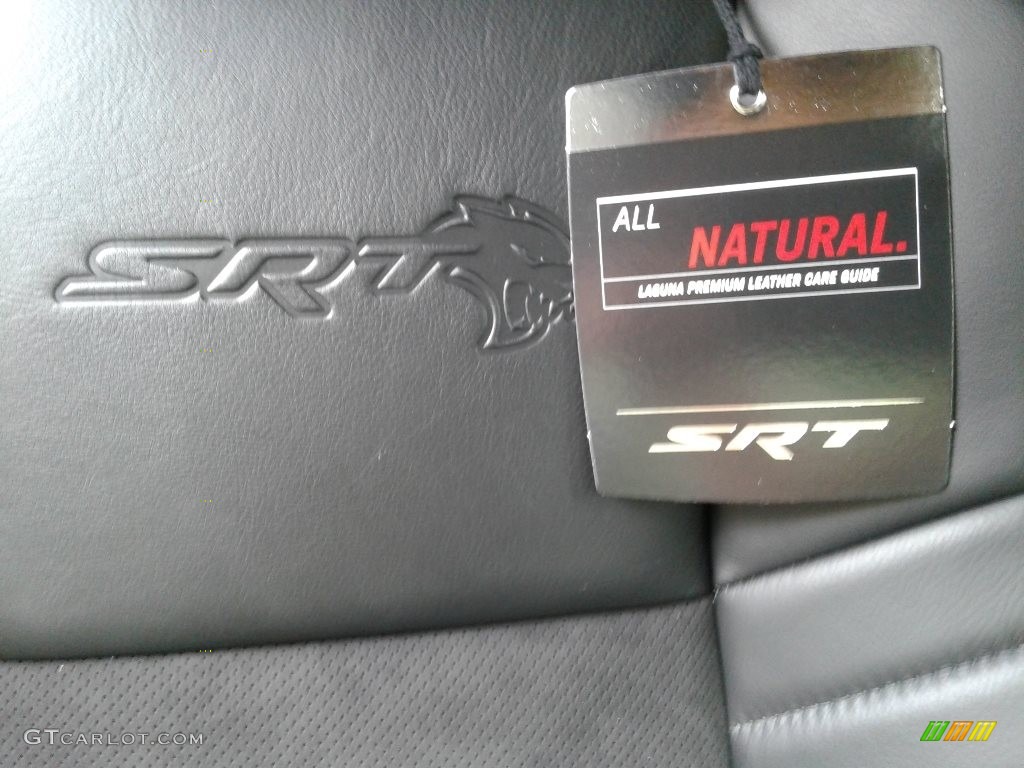 SRT
ALL
NATURAL.
LAGUNA PREMIUM LEATHER CARE GUIDE
SRT
GTCARLOT.COM